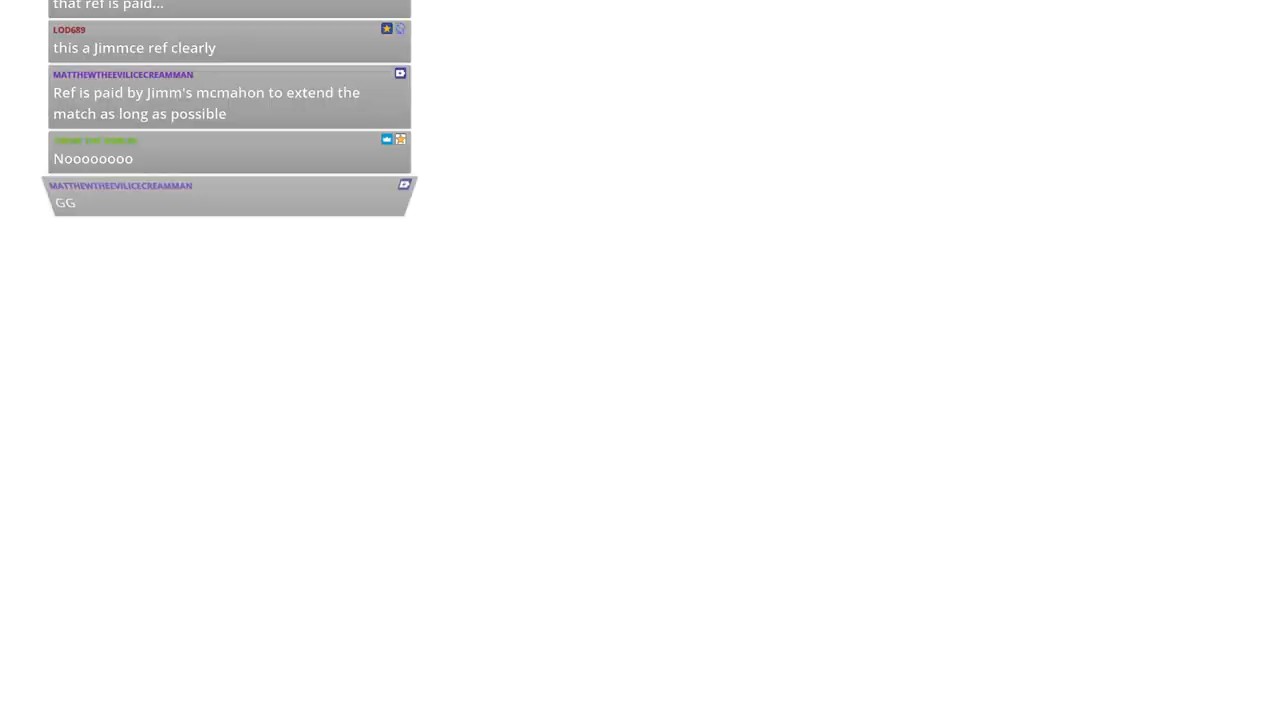 that ref is paid...
LOD689
this a Jimmce ref clearly
MATTHEWTHEEVILICECREAMMAN
Ref is paid by Jimm's mcmahon to extend the
match as long as possible
Noooooooo
MATTHEWTHEEVILICECREAMMAN
GG